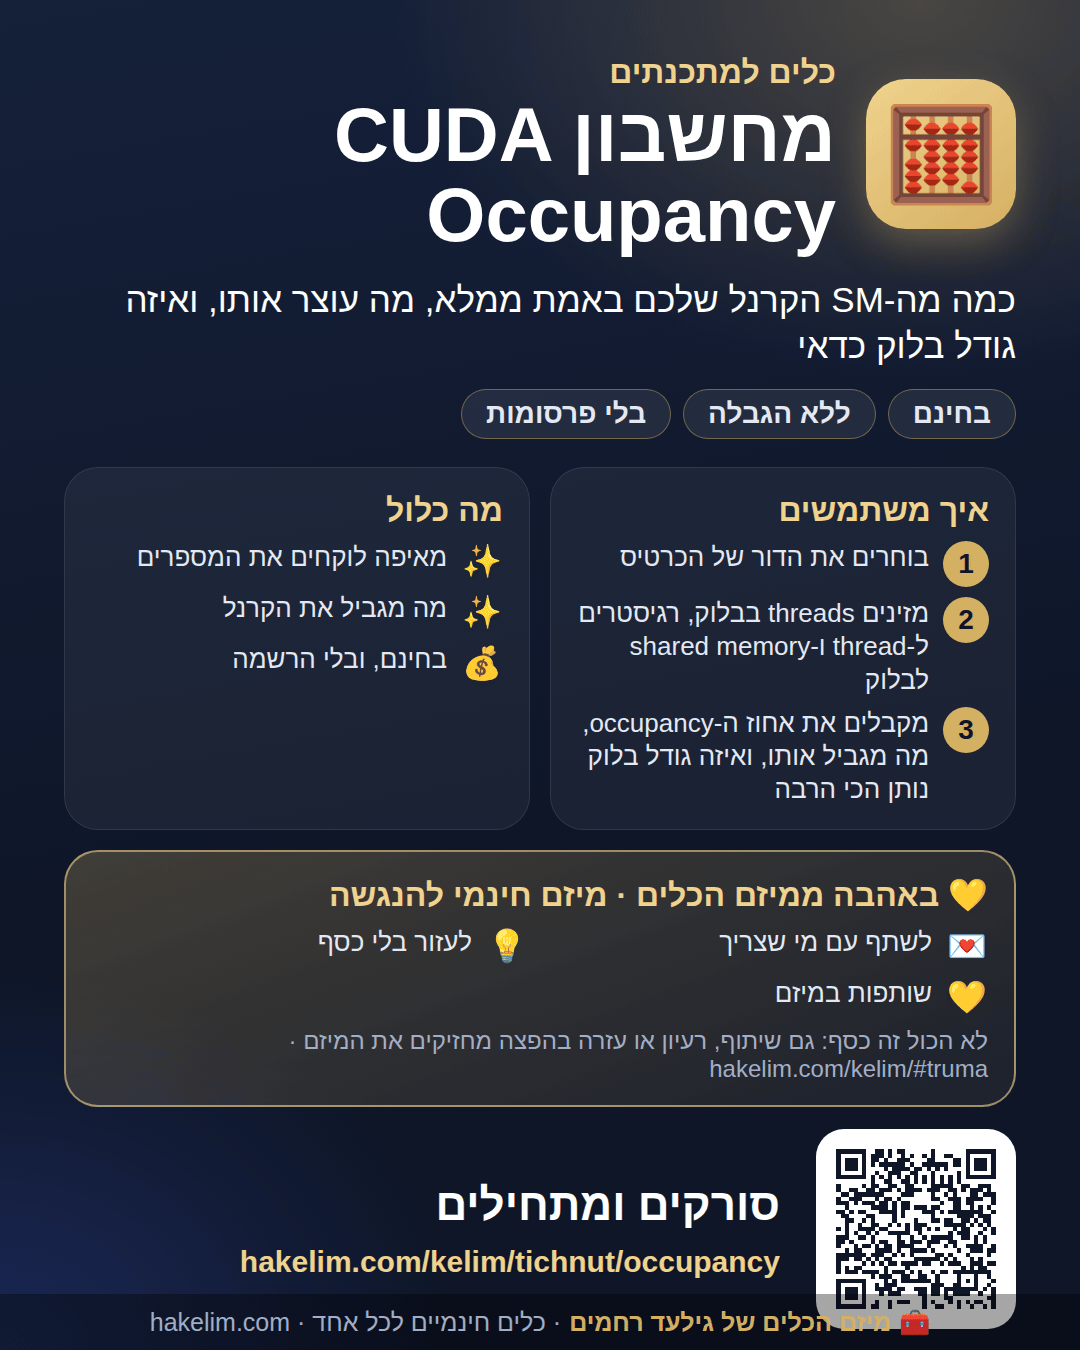 כלים למתכנתים
מחשבון CUDA
Occupancy
כמה מה-SM הקרנל שלכם באמת ממלא, מה עוצר אותו, ואיזה
גודל בלוק כדאי
בחינם
ללא הגבלה
בלי פרסומות
איך משתמשים
1 בוחרים את הדור של הכרטיס
2 מזינים threads בבלוק, רגיסטרים
ל-thread ו-shared memory
לבלוק
3 מקבלים את אחוז ה-occupancy,
מה מגביל אותו, ואיזה גודל בלוק
נותן הכי הרבה
מה כלול
✨ מאיפה לוקחים את המספרים
✨ מה מגביל את הקרנל
💰 בחינם, ובלי הרשמה
💛 באהבה ממיזם הכלים · מיזם חינמי להנגשה
💌 לשתף עם מי שצריך
💡 לעזור בלי כסף
💛 שותפות במיזם
לא הכול זה כסף: גם שיתוף, רעיון או עזרה בהפצה מחזיקים את המיזם ·
hakelim.com/kelim/#truma
סורקים ומתחילים
hakelim.com/kelim/tichnut/occupancy
🧰 מיזם הכלים של גילעד רחמים · כלים חינמיים לכל אחד · hakelim.com